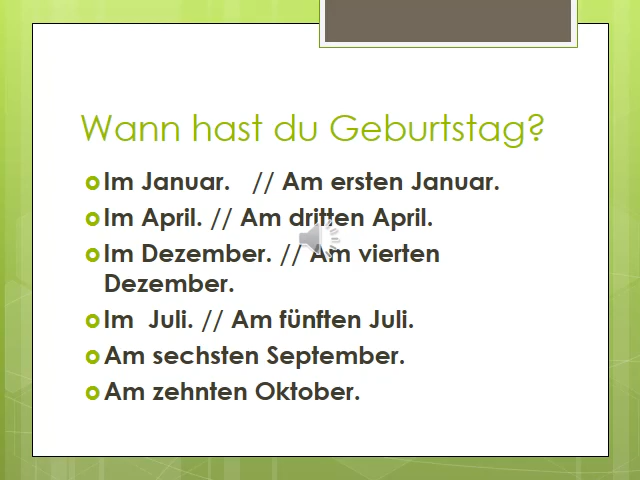 Wann hast du Geburtstag?
Im Januar. // Am ersten Januar.
Im April. // Am dritten April.
Im Dezember. // Am vierten
Dezember.
Im Juli. // Am fünften Juli.
Am sechsten September.
Am zehnten Oktober.